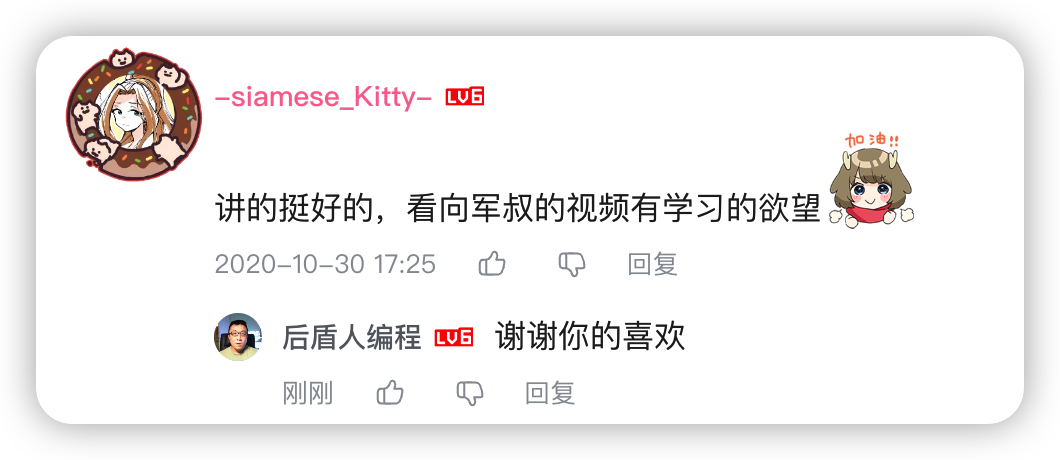 -siamese_Kitty- LV6
加油!!
讲的挺好的，看向军叔的视频有学习的欲望
2020-10-30 17:25 回复
后盾人编程 LV6 谢谢你的喜欢
刚刚 回复